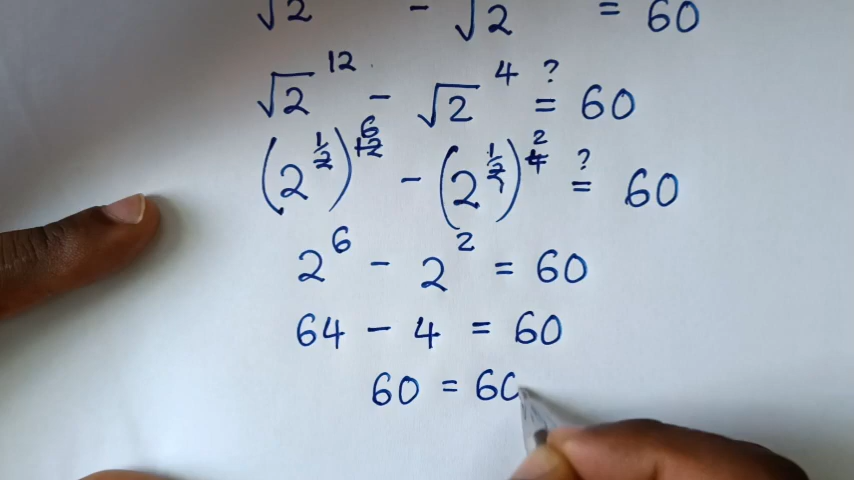 √2 - √2 = 60
√2^12 - √2^4 ?= 60
(2^(1/2))^12 6 - (2^(1/2))^4 2 ?= 60
2^6 - 2^2 = 60
64 - 4 = 60
60 = 60